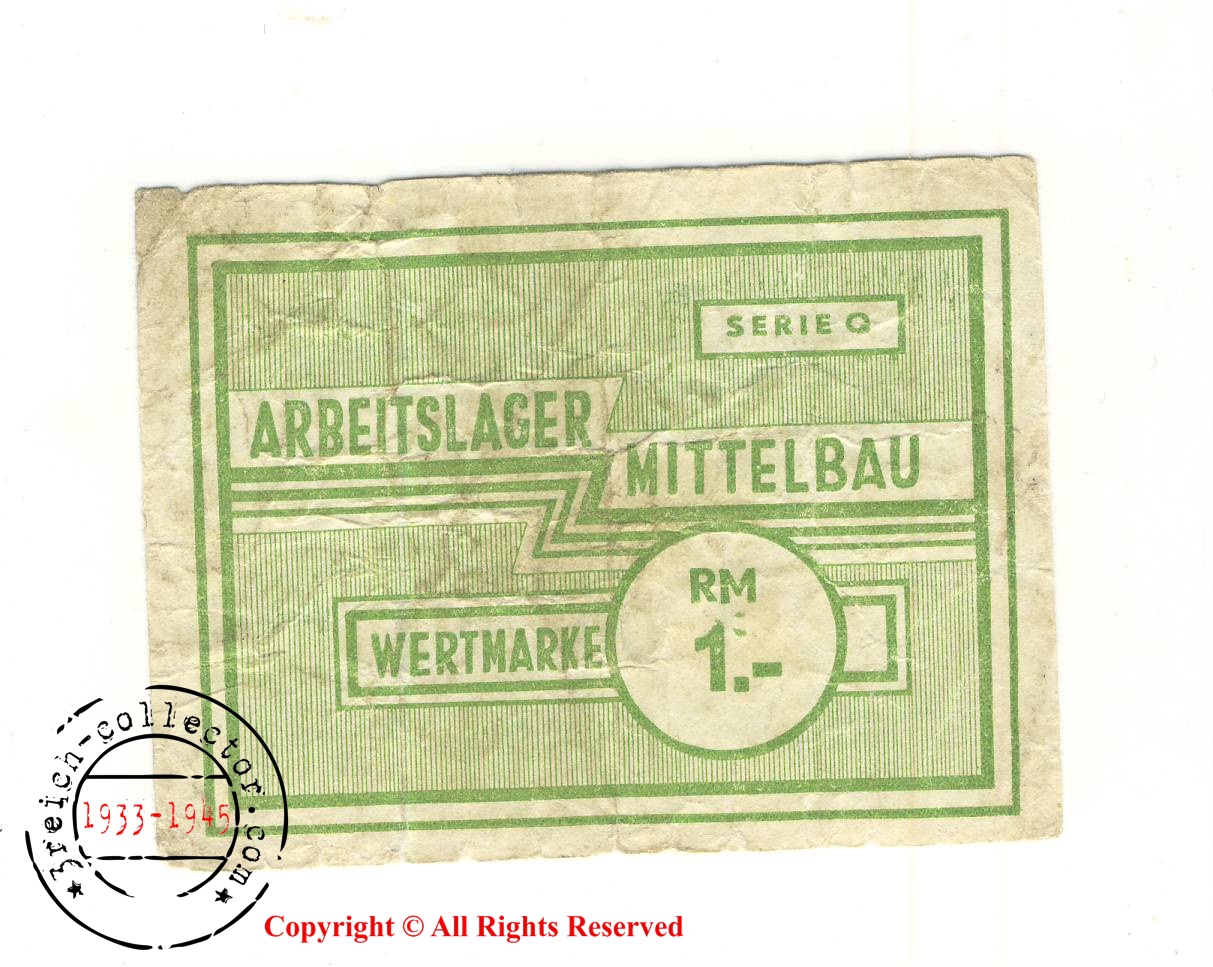 SERIE Q
ARBEITSLAGER
MITTELBAU
RM
WERTMARKE 1.-
3reich-collector.com
1933-1945
Copyright © All Rights Reserved